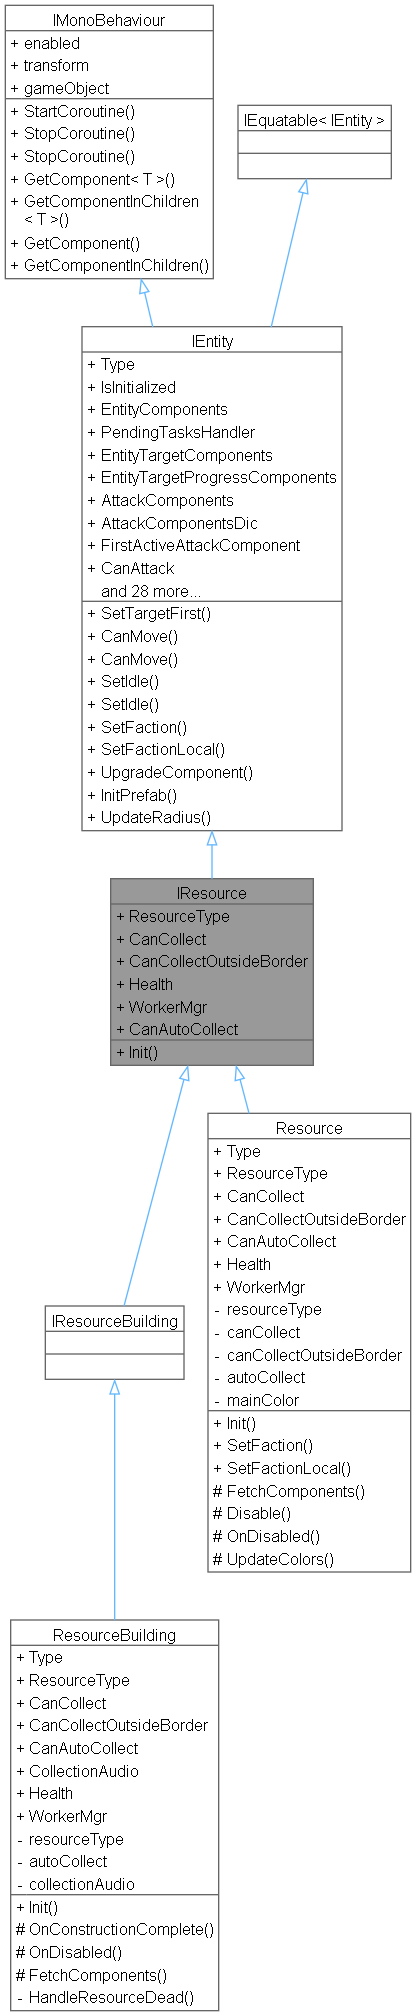 IMonoBehaviour
+ enabled
+ transform
+ gameObject
+ StartCoroutine()
+ StopCoroutine()
+ StopCoroutine()
+ GetComponent< T >()
+ GetComponentInChildren
< T >()
+ GetComponent()
+ GetComponentInChildren()
IEquatable< IEntity >
IEntity
+ Type
+ IsInitialized
+ EntityComponents
+ PendingTasksHandler
+ EntityTargetComponents
+ EntityTargetProgressComponents
+ AttackComponents
+ AttackComponentsDic
+ FirstActiveAttackComponent
+ CanAttack
and 28 more...
+ SetTargetFirst()
+ CanMove()
+ CanMove()
+ SetIdle()
+ SetIdle()
+ SetFaction()
+ SetFactionLocal()
+ UpgradeComponent()
+ InitPrefab()
+ UpdateRadius()
IResource
+ ResourceType
+ CanCollect
+ CanCollectOutsideBorder
+ Health
+ WorkerMgr
+ CanAutoCollect
+ Init()
Resource
+ Type
+ ResourceType
+ CanCollect
+ CanCollectOutsideBorder
+ CanAutoCollect
+ Health
+ WorkerMgr
- resourceType
- canCollect
- canCollectOutsideBorder
- autoCollect
- mainColor
+ Init()
+ SetFaction()
+ SetFactionLocal()
# FetchComponents()
# Disable()
# OnDisabled()
# UpdateColors()
IResourceBuilding
ResourceBuilding
+ Type
+ ResourceType
+ CanCollect
+ CanCollectOutsideBorder
+ CanAutoCollect
+ CollectionAudio
+ Health
+ WorkerMgr
- resourceType
- autoCollect
- collectionAudio
+ Init()
# OnConstructionComplete()
# OnDisabled()
# FetchComponents()
- HandleResourceDead()